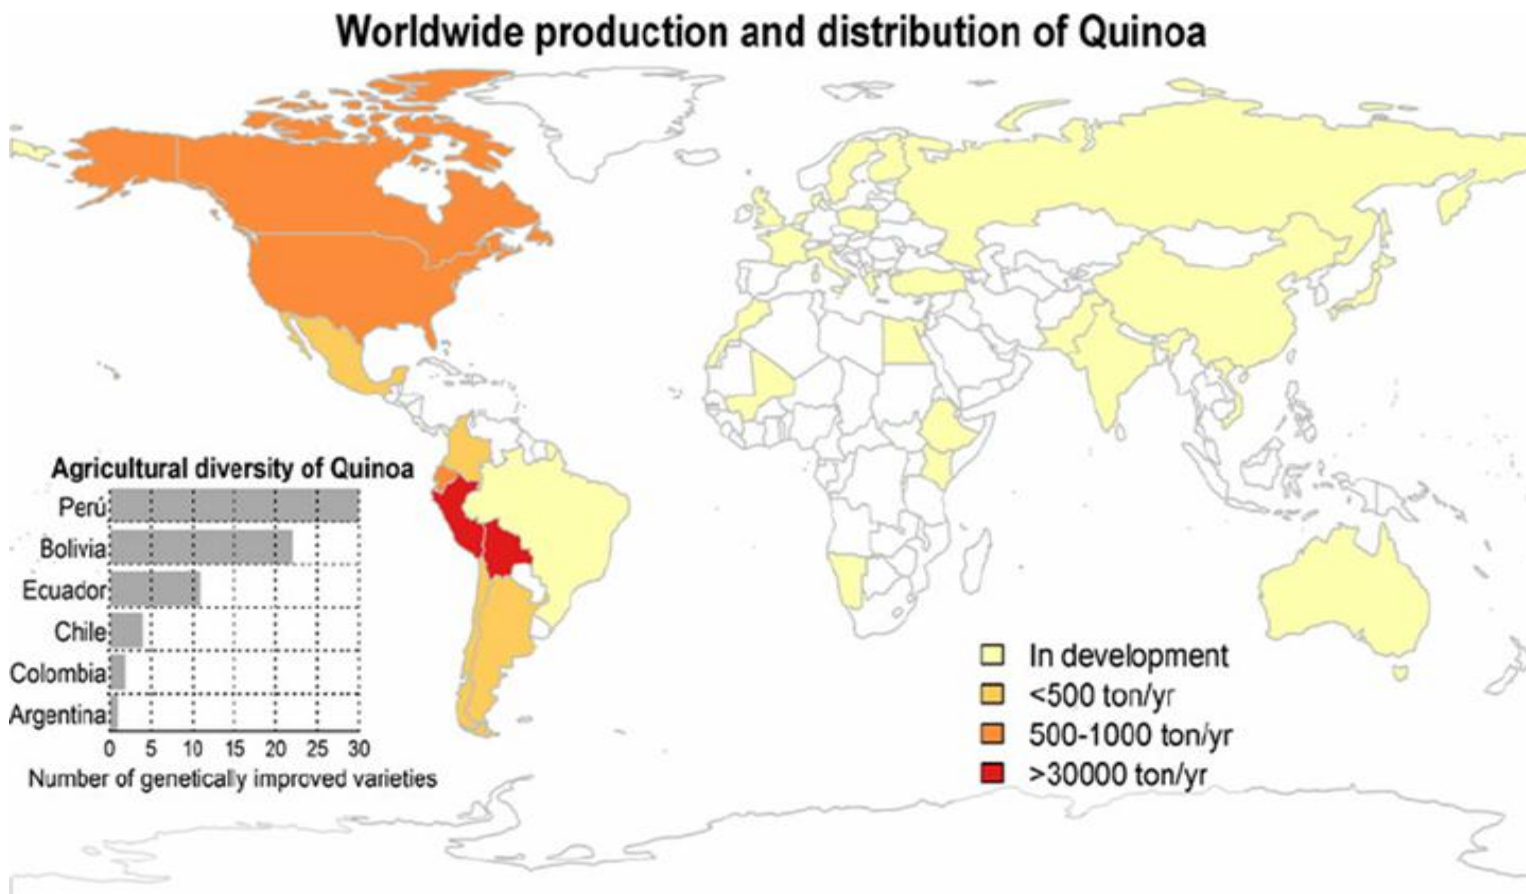 Worldwide production and distribution of Quinoa
Agricultural diversity of Quinoa
Perú
Bolivia
Ecuador
Chile
Colombia
Argentina
0 5 10 15 20 25 30
Number of genetically improved varieties
In development
<500 ton/yr
500-1000 ton/yr
>30000 ton/yr